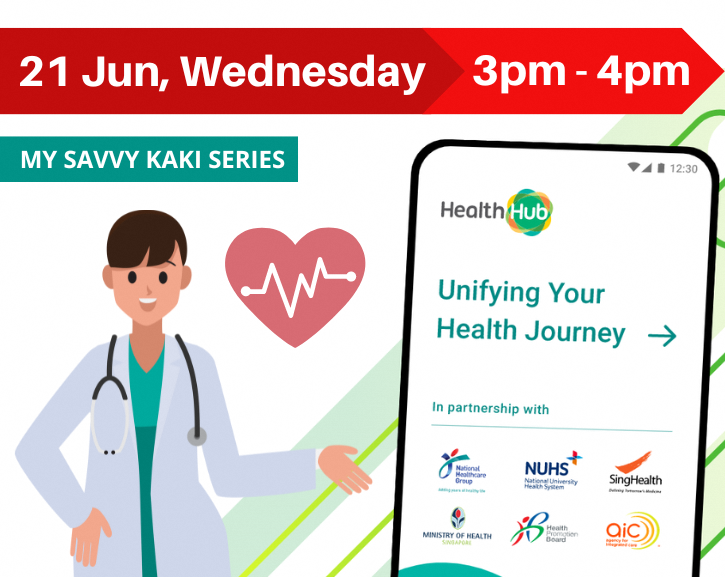 21 Jun, Wednesday
3pm - 4pm
MY SAVVY KAKI SERIES
12:30
HealthHub
Unifying Your
Health Journey
In partnership with
National
Healthcare
Group
Adding years of healthy life
NUHS
National University
Health System
SingHealth
Defining Tomorrow's Medicine
MINISTRY OF HEALTH
SINGAPORE
Health
Promotion
Board
aic
Agency for
Integrated Care